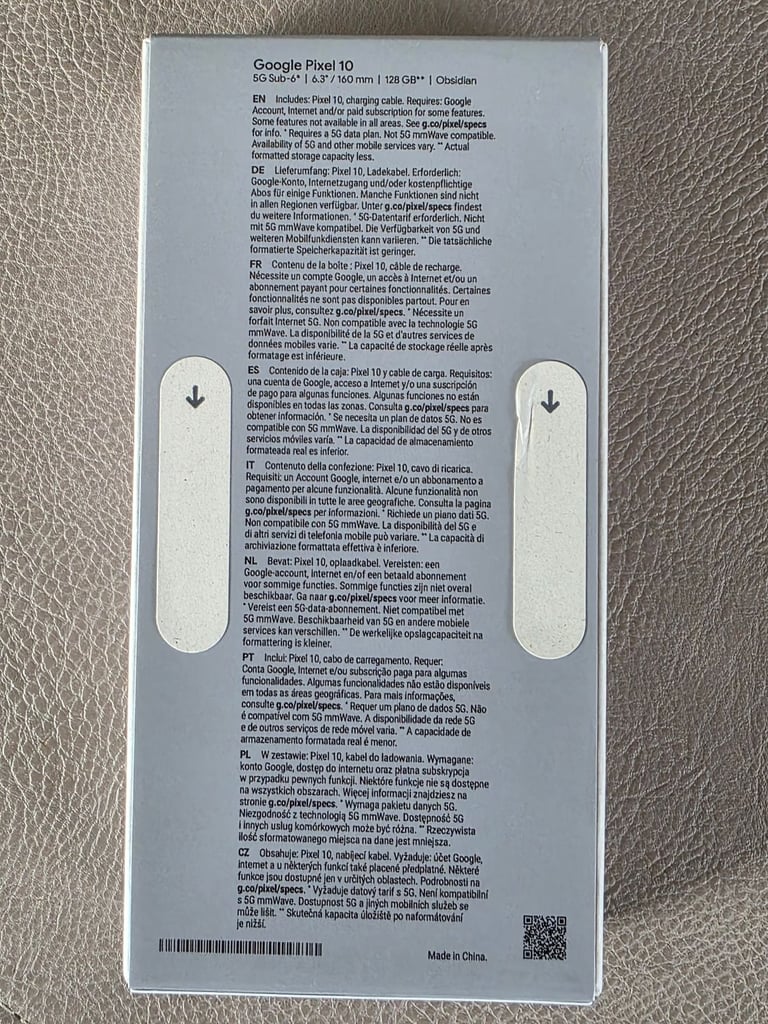 Google Pixel 10
5G Sub-6* | 6.3" / 160 mm | 128 GB** | Obsidian
EN Includes: Pixel 10, charging cable. Requires: Google
Account, Internet and/or paid subscription for some features.
Some features not available in all areas. See g.co/pixel/specs
for info. * Requires a 5G data plan. Not 5G mmWave compatible.
Availability of 5G and other mobile services vary. ** Actual
formatted storage capacity less.
DE Lieferumfang: Pixel 10, Ladekabel. Erforderlich:
Google-Konto, Internetzugang und/oder kostenpflichtige
Abos für einige Funktionen. Manche Funktionen sind nicht
in allen Regionen verfügbar. Unter g.co/pixel/specs findest
du weitere Informationen. * 5G-Datentarif erforderlich. Nicht
mit 5G mmWave kompatibel. Die Verfügbarkeit von 5G und
weiteren Mobilfunkdiensten kann variieren. ** Die tatsächliche
formatierte Speicherkapazität ist geringer.
FR Contenu de la boîte : Pixel 10, câble de recharge.
Nécessite un compte Google, un accès à Internet et/ou un
abonnement payant pour certaines fonctionnalités. Certaines
fonctionnalités ne sont pas disponibles partout. Pour en
savoir plus, consultez g.co/pixel/specs. * Nécessite un
forfait Internet 5G. Non compatible avec la technologie 5G
mmWave. La disponibilité de la 5G et d'autres services de
données mobiles varie. ** La capacité de stockage réelle après
formatage est inférieure.
ES Contenido de la caja: Pixel 10 y cable de carga. Requisitos:
una cuenta de Google, acceso a Internet y/o una suscripción
de pago para algunas funciones. Algunas funciones no están
disponibles en todas las zonas. Consulta g.co/pixel/specs para
obtener información. * Se necesita un plan de datos 5G. No es
compatible con 5G mmWave. La disponibilidad del 5G y de otros
servicios móviles varía. ** La capacidad de almacenamiento
formateada real es inferior.
IT Contenuto della confezione: Pixel 10, cavo di ricarica.
Requisiti: un Account Google, internet e/o un abbonamento a
pagamento per alcune funzionalità. Alcune funzionalità non
sono disponibili in tutte le aree geografiche. Consulta la pagina
g.co/pixel/specs per informazioni. * Richiede un piano dati 5G.
Non compatibile con 5G mmWave. La disponibilità del 5G e
di altri servizi di telefonia mobile può variare. ** La capacità di
archiviazione formattata effettiva è inferiore.
NL Bevat: Pixel 10, oplaadkabel. Vereisten: een
Google-account, internet en/of een betaald abonnement
voor sommige functies. Sommige functies zijn niet overal
beschikbaar. Ga naar g.co/pixel/specs voor meer informatie.
* Vereist een 5G-data-abonnement. Niet compatibel met
5G mmWave. Beschikbaarheid van 5G en andere mobiele
services kan verschillen. ** De werkelijke opslagcapaciteit na
formattering is kleiner.
PT Inclui: Pixel 10, cabo de carregamento. Requer:
Conta Google, Internet e/ou subscrição paga para algumas
funcionalidades. Algumas funcionalidades não estão disponíveis
em todas as áreas geográficas. Para mais informações,
consulte g.co/pixel/specs. * Requer um plano de dados 5G. Não
é compatível com 5G mmWave. A disponibilidade da rede 5G
e de outros serviços de rede móvel varia. ** A capacidade de
armazenamento formatada real é menor.
PL W zestawie: Pixel 10, kabel do ładowania. Wymagane:
konto Google, dostęp do internetu oraz płatna subskrypcja
w przypadku pewnych funkcji. Niektóre funkcje nie są dostępne
na wszystkich obszarach. Więcej informacji znajdziesz na
stronie g.co/pixel/specs. * Wymaga pakietu danych 5G.
Niezgodność z technologią 5G mmWave. Dostępność 5G
i innych usług komórkowych może być różna. ** Rzeczywista
ilość sformatowanego miejsca na dane jest mniejsza.
CZ Obsahuje: Pixel 10, nabíjecí kabel. Vyžaduje: účet Google,
internet a u některých funkcí také placené předplatné. Některé
funkce jsou dostupné jen v určitých oblastech. Podrobnosti na
g.co/pixel/specs. * Vyžaduje datový tarif s 5G. Není kompatibilní
s 5G mmWave. Dostupnost 5G a jiných mobilních služeb se
může lišit. ** Skutečná kapacita úložiště po naformátování
je nižší.
Made in China.